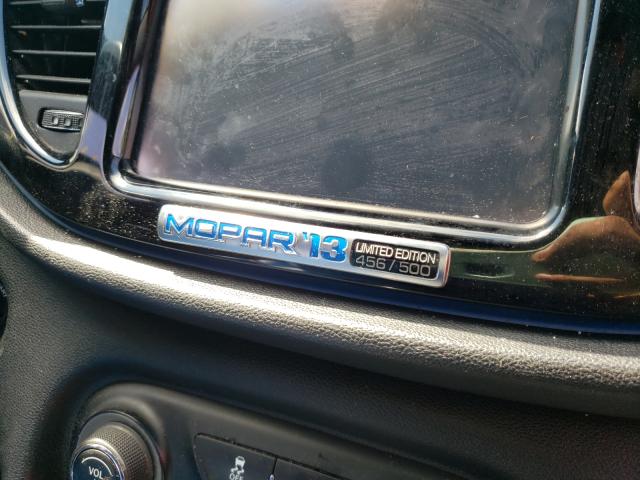 MOPAR '13 LIMITED EDITION
456/500
VOL
OFF